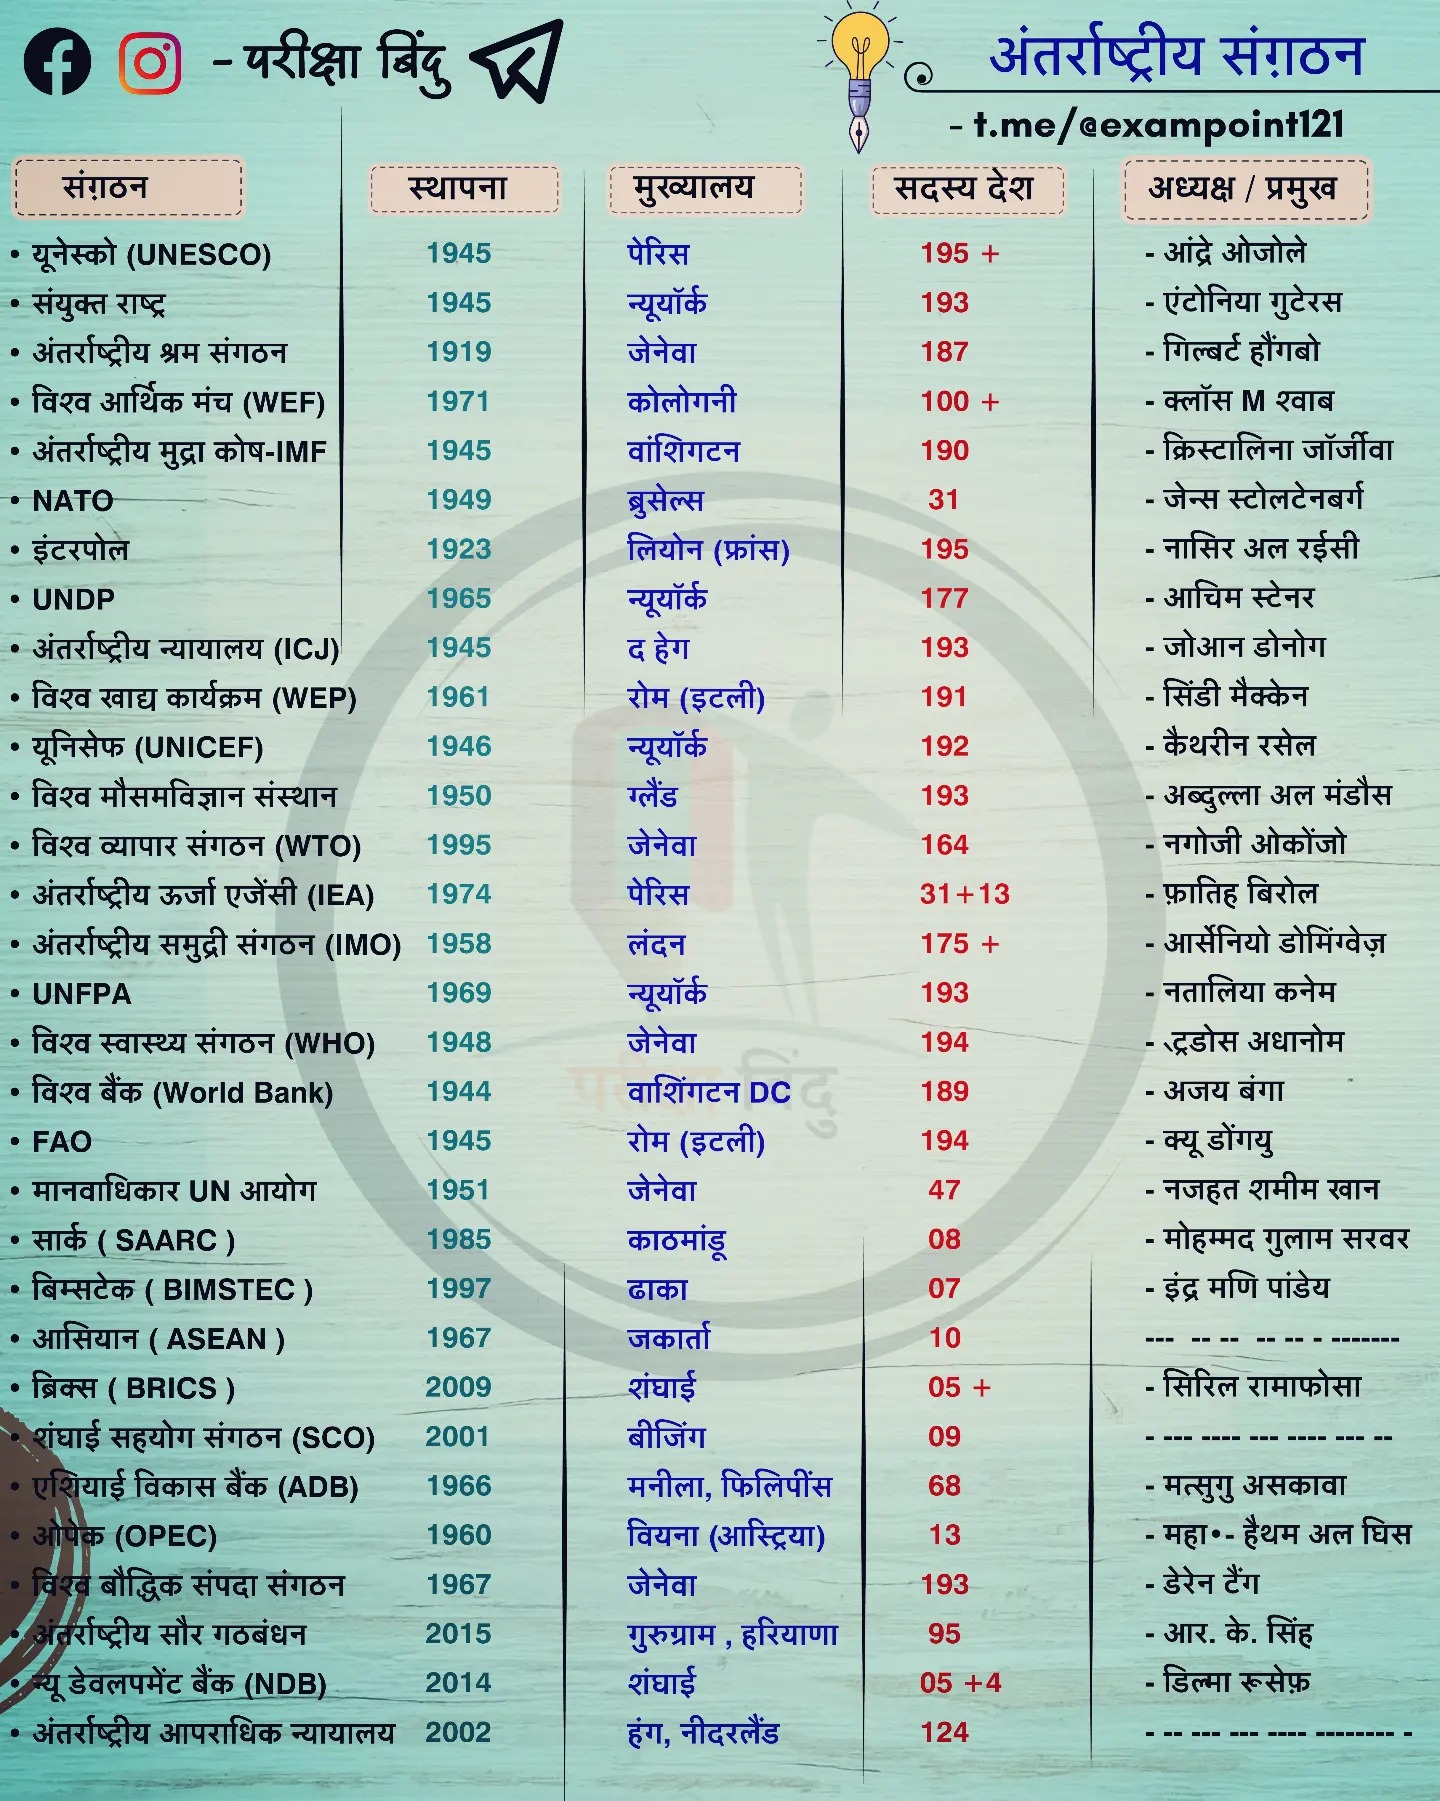 - परीक्षा बिंदु
अंतर्राष्ट्रीय संग़ठन
- t.me/@exampoint121
संग़ठन स्थापना मुख्यालय सदस्य देश अध्यक्ष / प्रमुख
• यूनेस्को (UNESCO) 1945 पेरिस 195 + - आंद्रे ओजोले
• संयुक्त राष्ट्र 1945 न्यूयॉर्क 193 - एंटोनिया गुटेरस
• अंतर्राष्ट्रीय श्रम संगठन 1919 जेनेवा 187 - गिल्बर्ट हौंगबो
• विश्व आर्थिक मंच (WEF) 1971 कोलोगनी 100 + - क्लॉस M श्वाब
• अंतर्राष्ट्रीय मुद्रा कोष-IMF 1945 वांशिगटन 190 - क्रिस्टालिना जॉर्जीवा
• NATO 1949 ब्रुसेल्स 31 - जेन्स स्टोलटेनबर्ग
• इंटरपोल 1923 लियोन (फ्रांस) 195 - नासिर अल रईसी
• UNDP 1965 न्यूयॉर्क 177 - आचिम स्टेनर
• अंतर्राष्ट्रीय न्यायालय (ICJ) 1945 द हेग 193 - जोआन डोनोग
• विश्व खाद्य कार्यक्रम (WEP) 1961 रोम (इटली) 191 - सिंडी मैक्केन
• यूनिसेफ (UNICEF) 1946 न्यूयॉर्क 192 - कैथरीन रसेल
• विश्व मौसमविज्ञान संस्थान 1950 ग्लैंड 193 - अब्दुल्ला अल मंडौस
• विश्व व्यापार संगठन (WTO) 1995 जेनेवा 164 - नगोजी ओकोंजो
• अंतर्राष्ट्रीय ऊर्जा एजेंसी (IEA) 1974 पेरिस 31+13 - फ़ातिह बिरोल
• अंतर्राष्ट्रीय समुद्री संगठन (IMO) 1958 लंदन 175 + - आर्सेनियो डोमिंग्वेज़
• UNFPA 1969 न्यूयॉर्क 193 - नतालिया कनेम
• विश्व स्वास्थ्य संगठन (WHO) 1948 जेनेवा 194 - ट्रडोस अधानोम
• विश्व बैंक (World Bank) 1944 वाशिंगटन DC 189 - अजय बंगा
• FAO 1945 रोम (इटली) 194 - क्यू डोंगयु
• मानवाधिकार UN आयोग 1951 जेनेवा 47 - नजहत शमीम खान
• सार्क ( SAARC ) 1985 काठमांडू 08 - मोहम्मद गुलाम सरवर
• बिम्सटेक ( BIMSTEC ) 1997 ढाका 07 - इंद्र मणि पांडेय
• आसियान ( ASEAN ) 1967 जकार्ता 10 --- -- -- -- -- - -------
• ब्रिक्स ( BRICS ) 2009 शंघाई 05 + - सिरिल रामाफोसा
• शंघाई सहयोग संगठन (SCO) 2001 बीजिंग 09 - --- ---- --- ---- --- --
• एशियाई विकास बैंक (ADB) 1966 मनीला, फिलिपींस 68 - मत्सुगु असकावा
• ओपेक (OPEC) 1960 वियना (आस्ट्रिया) 13 - महा•- हैथम अल घिस
• विश्व बौद्धिक संपदा संगठन 1967 जेनेवा 193 - डेरेन टैंग
• अंतर्राष्ट्रीय सौर गठबंधन 2015 गुरुग्राम , हरियाणा 95 - आर. के. सिंह
• न्यू डेवलपमेंट बैंक (NDB) 2014 शंघाई 05 +4 - डिल्मा रूसेफ़
• अंतर्राष्ट्रीय आपराधिक न्यायालय 2002 हंग, नीदरलैंड 124 - -- --- --- ---- -------- -
परीक्षा बिंदु